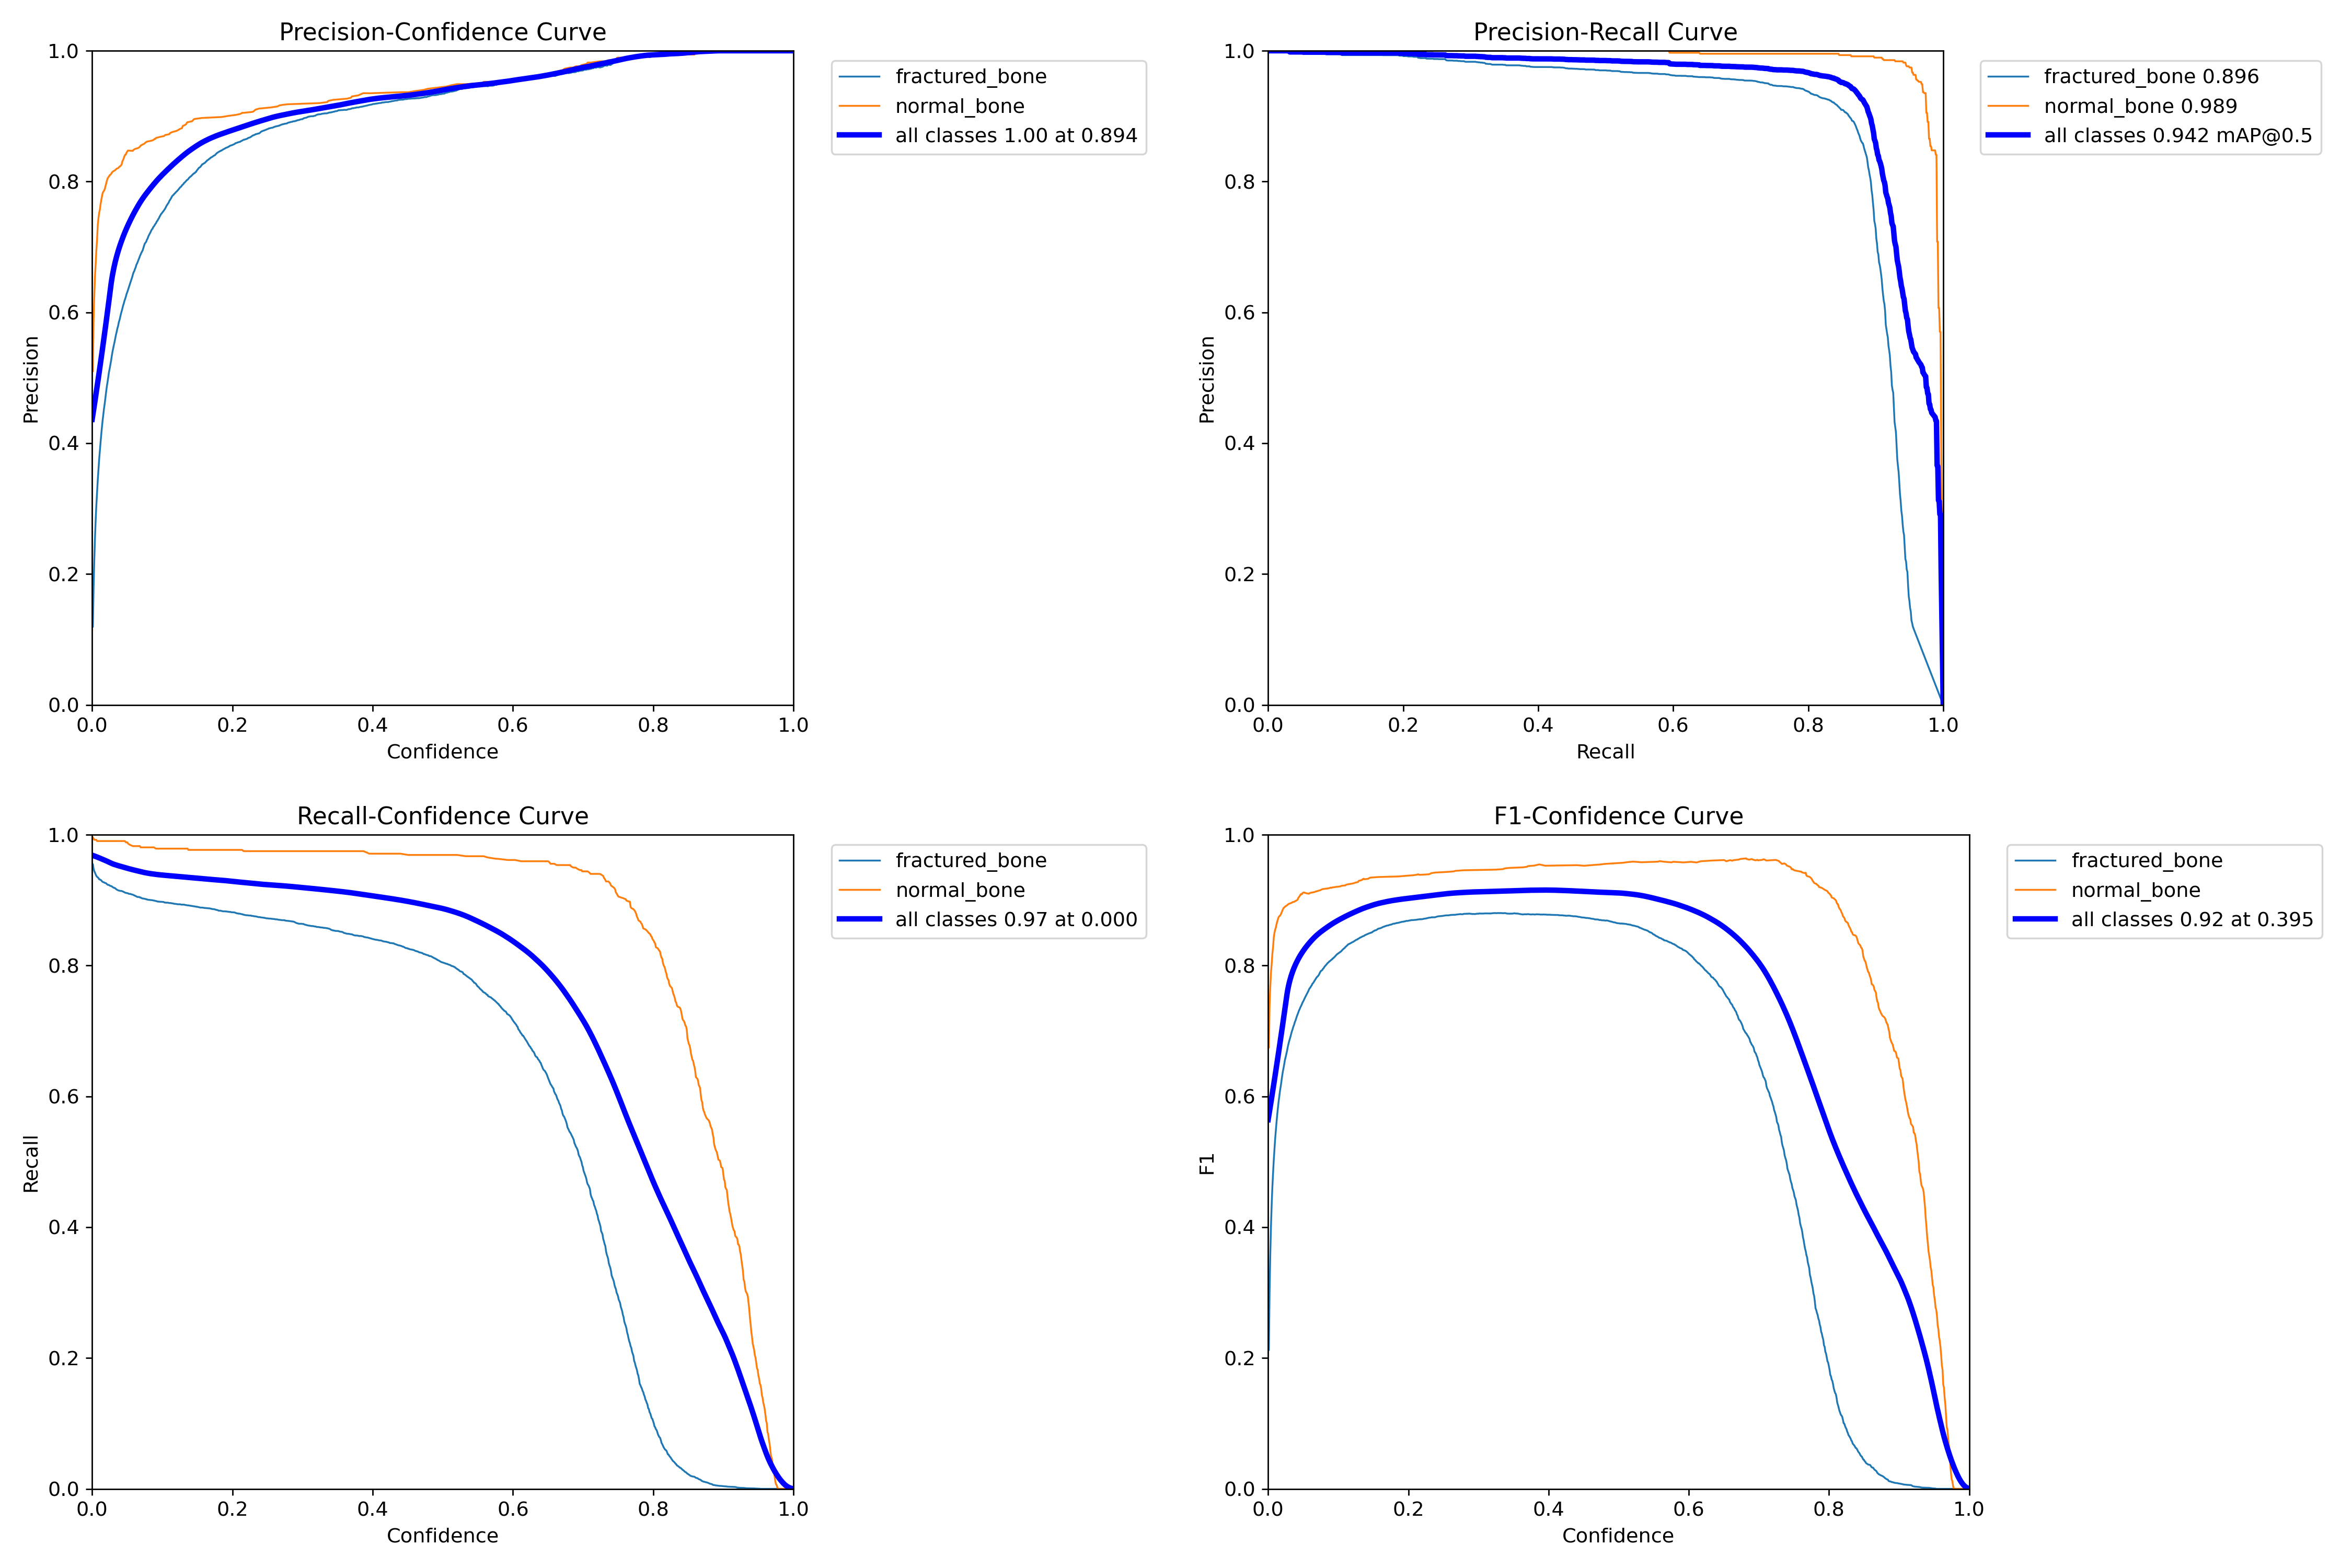 Precision-Confidence Curve
1.0
0.8
0.6
0.4
0.2
0.0
Precision
0.0 0.2 0.4 0.6 0.8 1.0
Confidence
fractured_bone
normal_bone
all classes 1.00 at 0.894
Precision-Recall Curve
1.0
0.8
0.6
0.4
0.2
0.0
Precision
0.0 0.2 0.4 0.6 0.8 1.0
Recall
fractured_bone 0.896
normal_bone 0.989
all classes 0.942 mAP@0.5
Recall-Confidence Curve
1.0
0.8
0.6
0.4
0.2
0.0
Recall
0.0 0.2 0.4 0.6 0.8 1.0
Confidence
fractured_bone
normal_bone
all classes 0.97 at 0.000
F1-Confidence Curve
1.0
0.8
0.6
0.4
0.2
0.0
F1
0.0 0.2 0.4 0.6 0.8 1.0
Confidence
fractured_bone
normal_bone
all classes 0.92 at 0.395